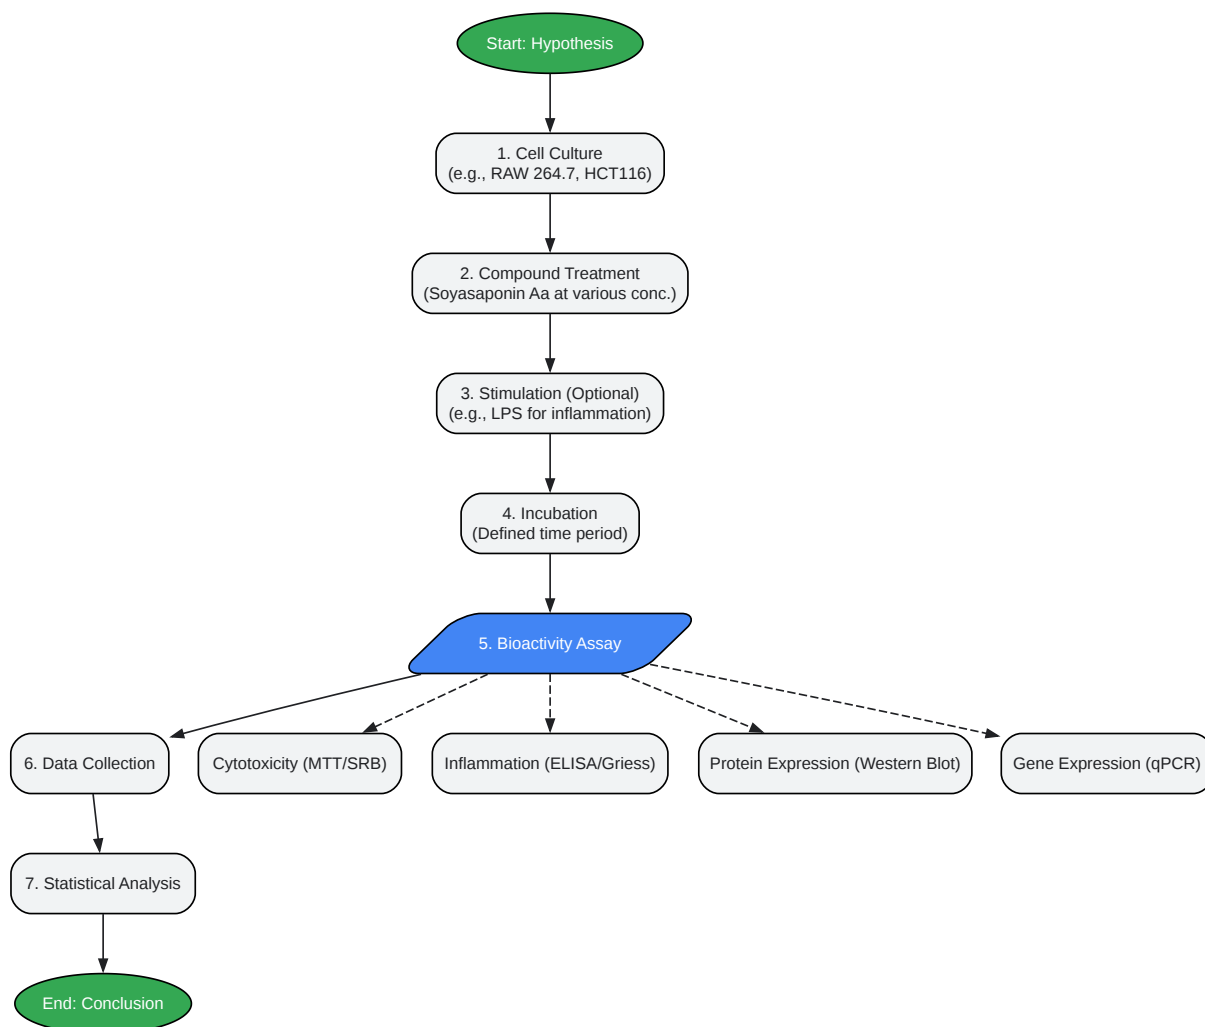 Start: Hypothesis
1. Cell Culture
(e.g., RAW 264.7, HCT116)
2. Compound Treatment
(Soyasaponin Aa at various conc.)
3. Stimulation (Optional)
(e.g., LPS for inflammation)
4. Incubation
(Defined time period)
5. Bioactivity Assay
6. Data Collection
Cytotoxicity (MTT/SRB)
Inflammation (ELISA/Griess)
Protein Expression (Western Blot)
Gene Expression (qPCR)
7. Statistical Analysis
End: Conclusion